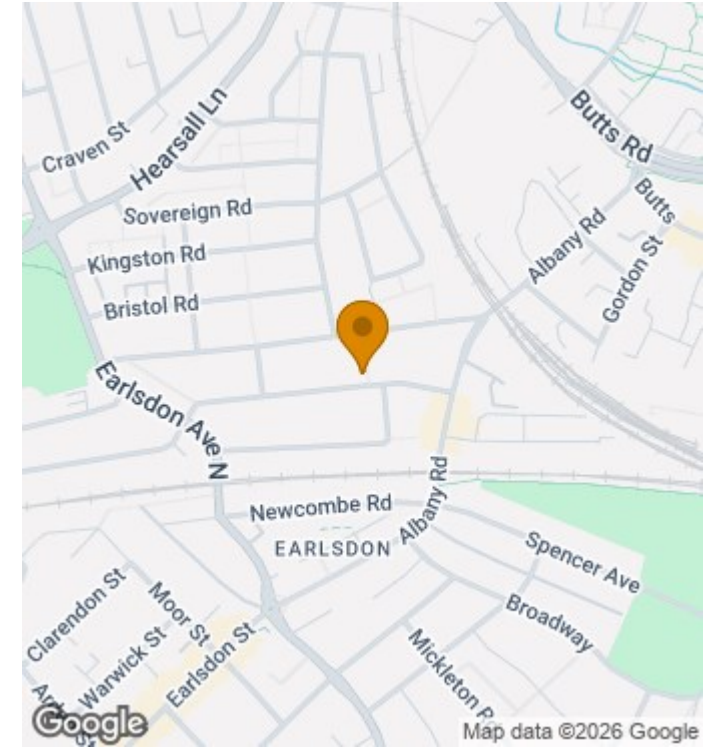 Butts Rd
Craven St
Hearsall Ln
Butts
Sovereign Rd
Albany Rd
Gordon St
Kingston Rd
Bristol Rd
Earlsdon Ave N
Albany Rd
Newcombe Rd
EARLSDON
Spencer Ave
Clarendon St
Moor St
Broadway
Warwick St
Earlsdon St
Mickleton R
St
Google
Map data ©2026 Google